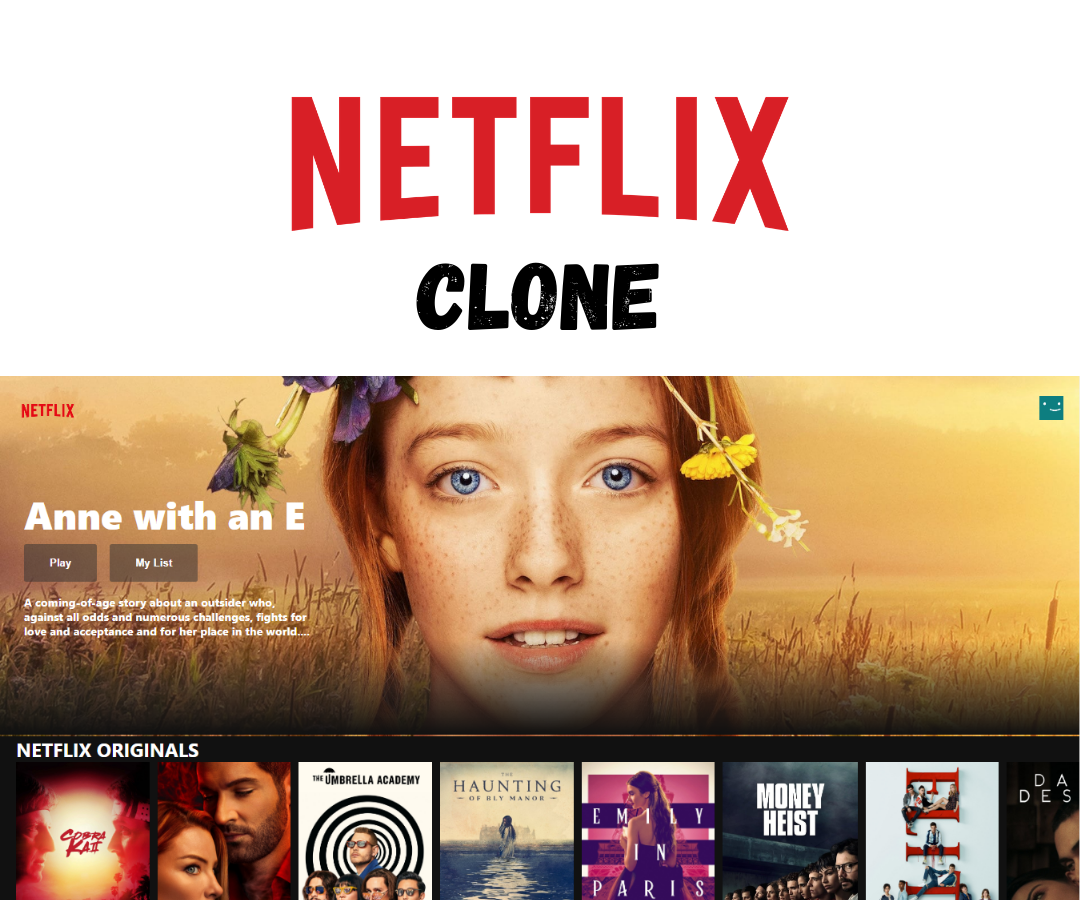 NETFLIX
CLONE
NETFLIX
Anne with an E
Play
My List
A coming-of-age story about an outsider who,
against all odds and numerous challenges, fights for
love and acceptance and for her place in the world....
NETFLIX ORIGINALS
COBRA
KAI
THE UMBRELLA ACADEMY
THE
HAUNTING
OF BLY MANOR
EMILY
IN
PARIS
MONEY
HEIST
DA
DES